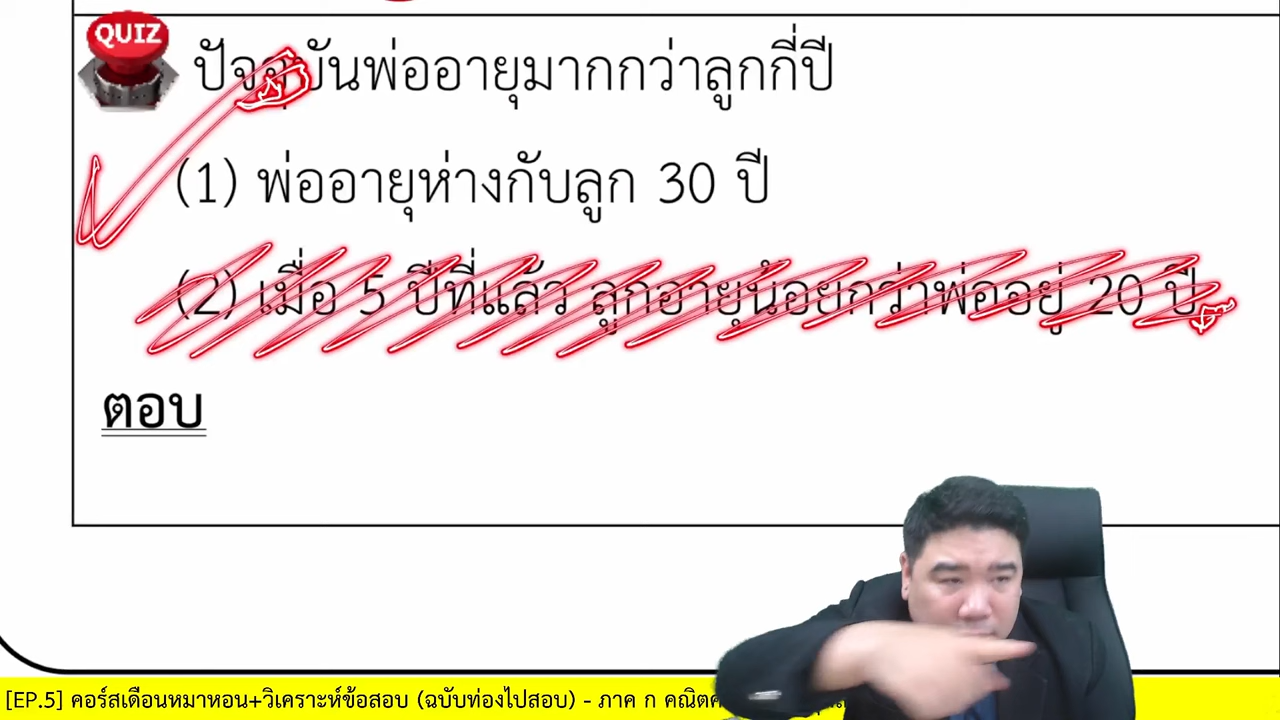 QUIZ
ปัจจุบันพ่ออายุมากกว่าลูกกี่ปี
(1) พ่ออายุห่างกับลูก 30 ปี
(2) เมื่อ 5 ปีที่แล้ว ลูกอายุน้อยกว่าพ่ออยู่ 20 ปี
ตอบ
[EP.5] คอร์สเดือนหมาหอน+วิเคราะห์ข้อสอบ (ฉบับท่องไปสอบ) - ภาค ก